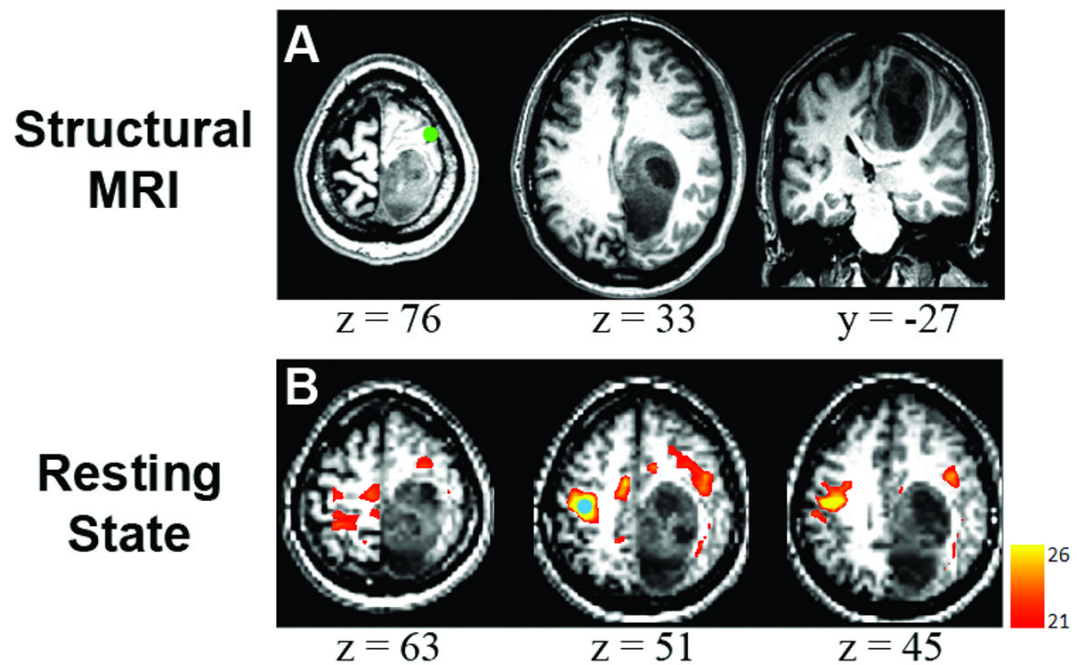 A
Structural
MRI
z = 76
z = 33
y = -27
B
Resting
State
26
21
z = 63
z = 51
z = 45